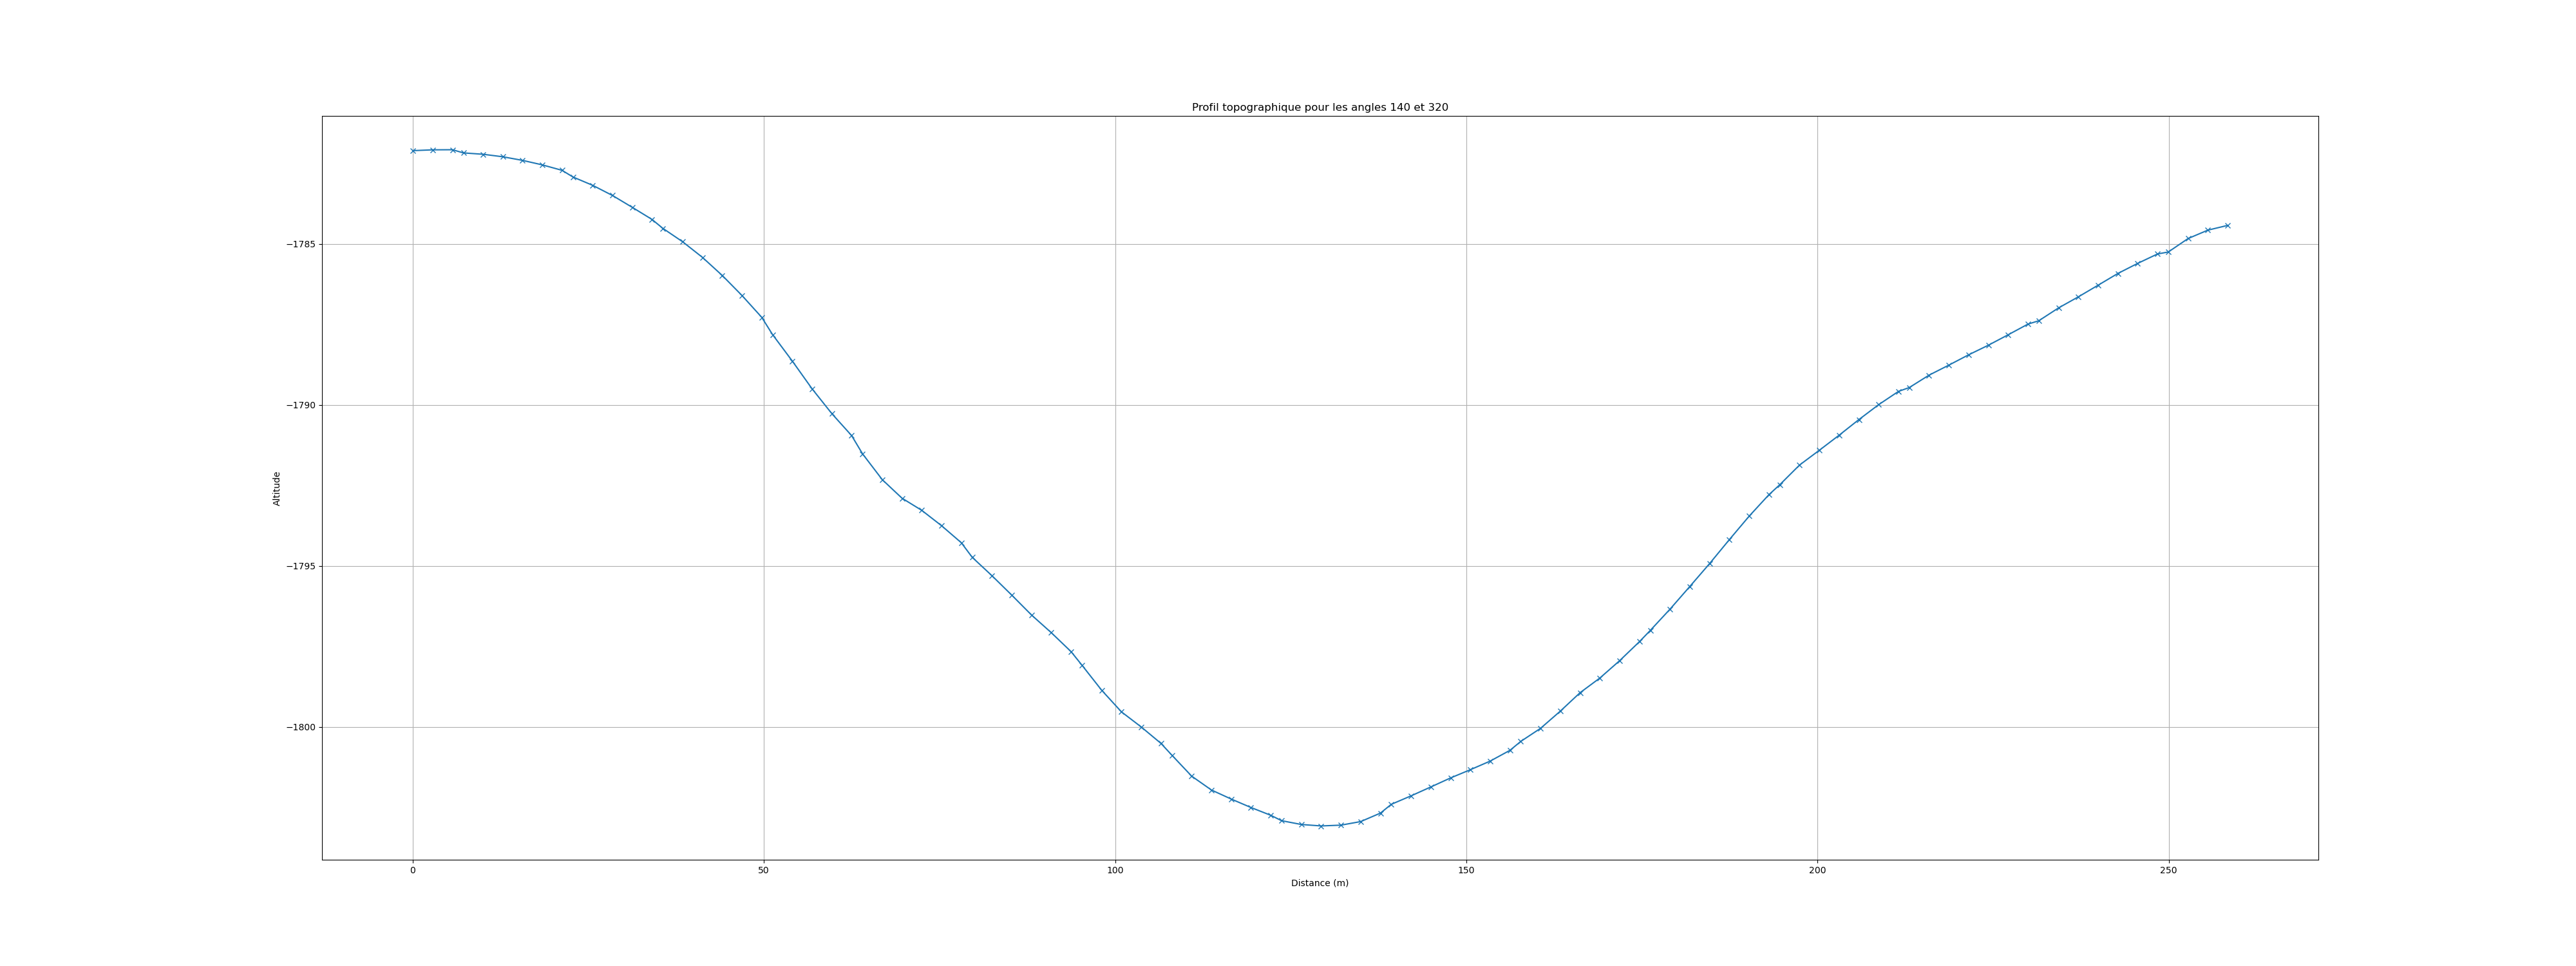 Profil topographique pour les angles 140 et 320
Altitude
−1785
−1790
−1795
−1800
0 50 100 150 200 250
Distance (m)